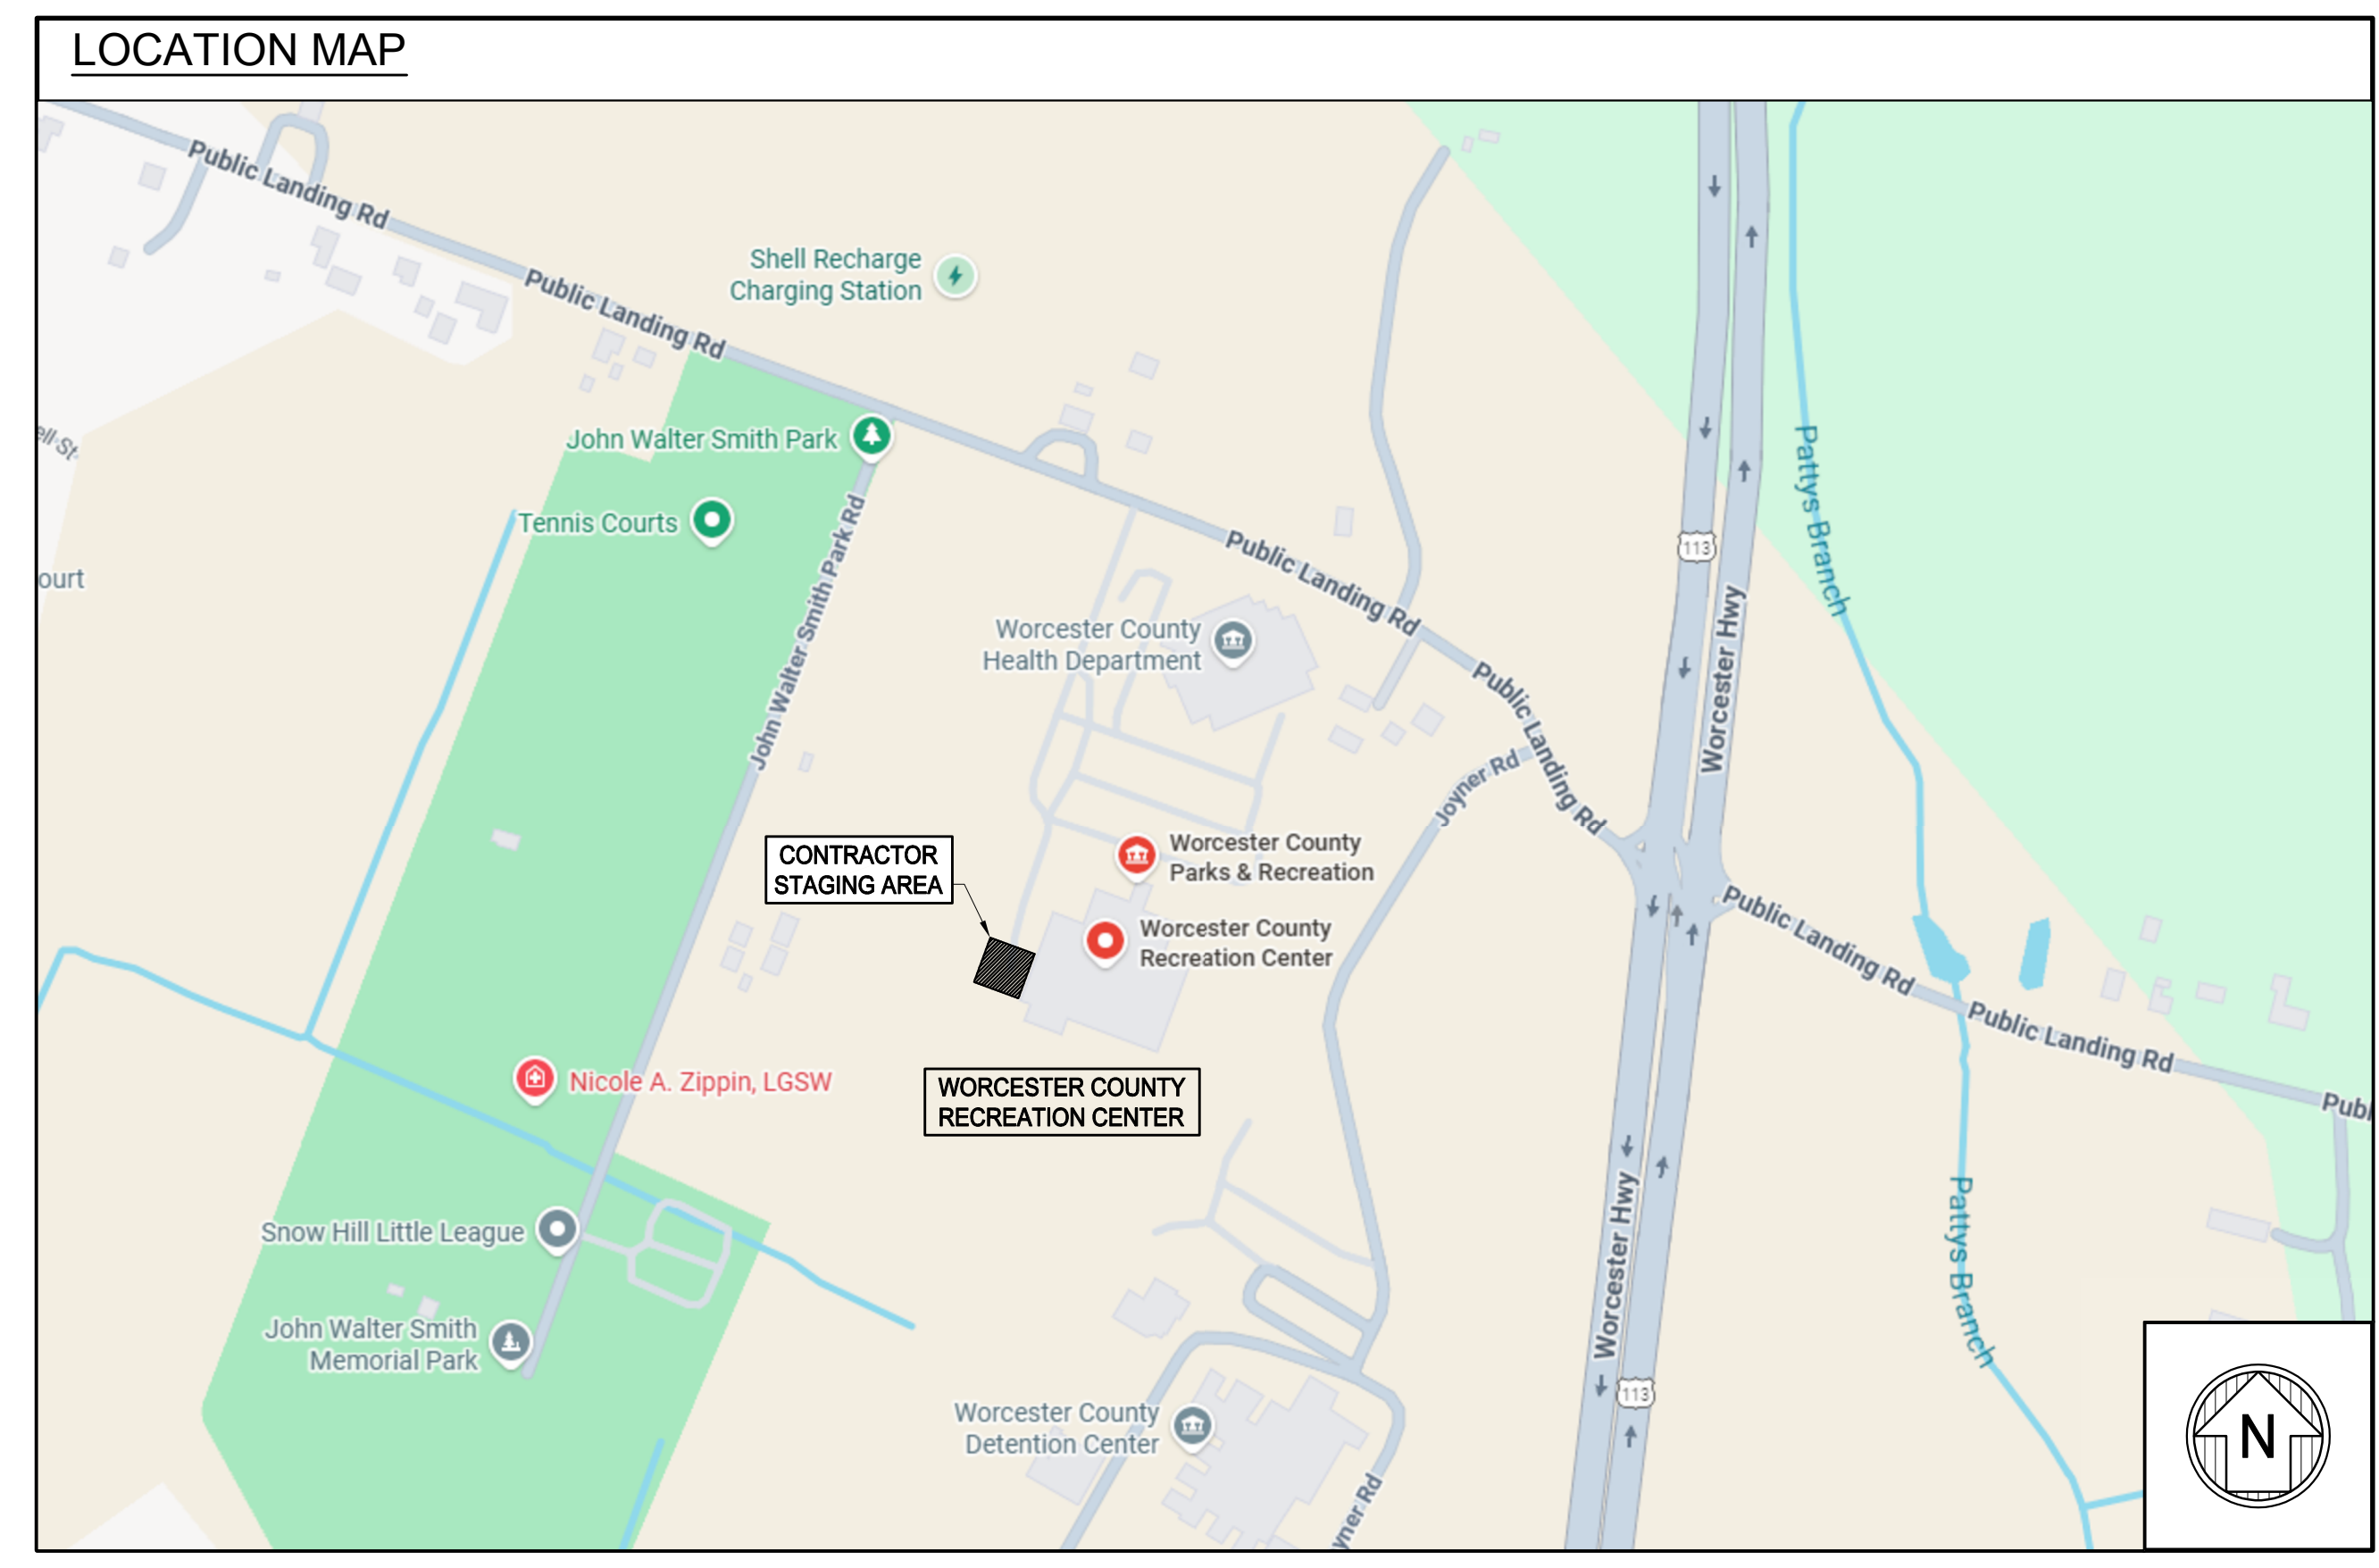 LOCATION MAP
Public Landing Rd
Shell Recharge
Charging Station
Public Landing Rd
John Walter Smith Park
Tennis Courts
John Walter Smith Park Rd
Public Landing Rd
113
Pattys Branch
Worcester County
Health Department
Worcester Hwy
Public Landing Rd
Joyner Rd
CONTRACTOR
STAGING AREA
Worcester County
Parks & Recreation
Worcester County
Recreation Center
Public Landing Rd
Public Landing Rd
Nicole A. Zippin, LGSW
WORCESTER COUNTY
RECREATION CENTER
Snow Hill Little League
Worcester Hwy
Pattys Branch
John Walter Smith
Memorial Park
113
Worcester County
Detention Center
N